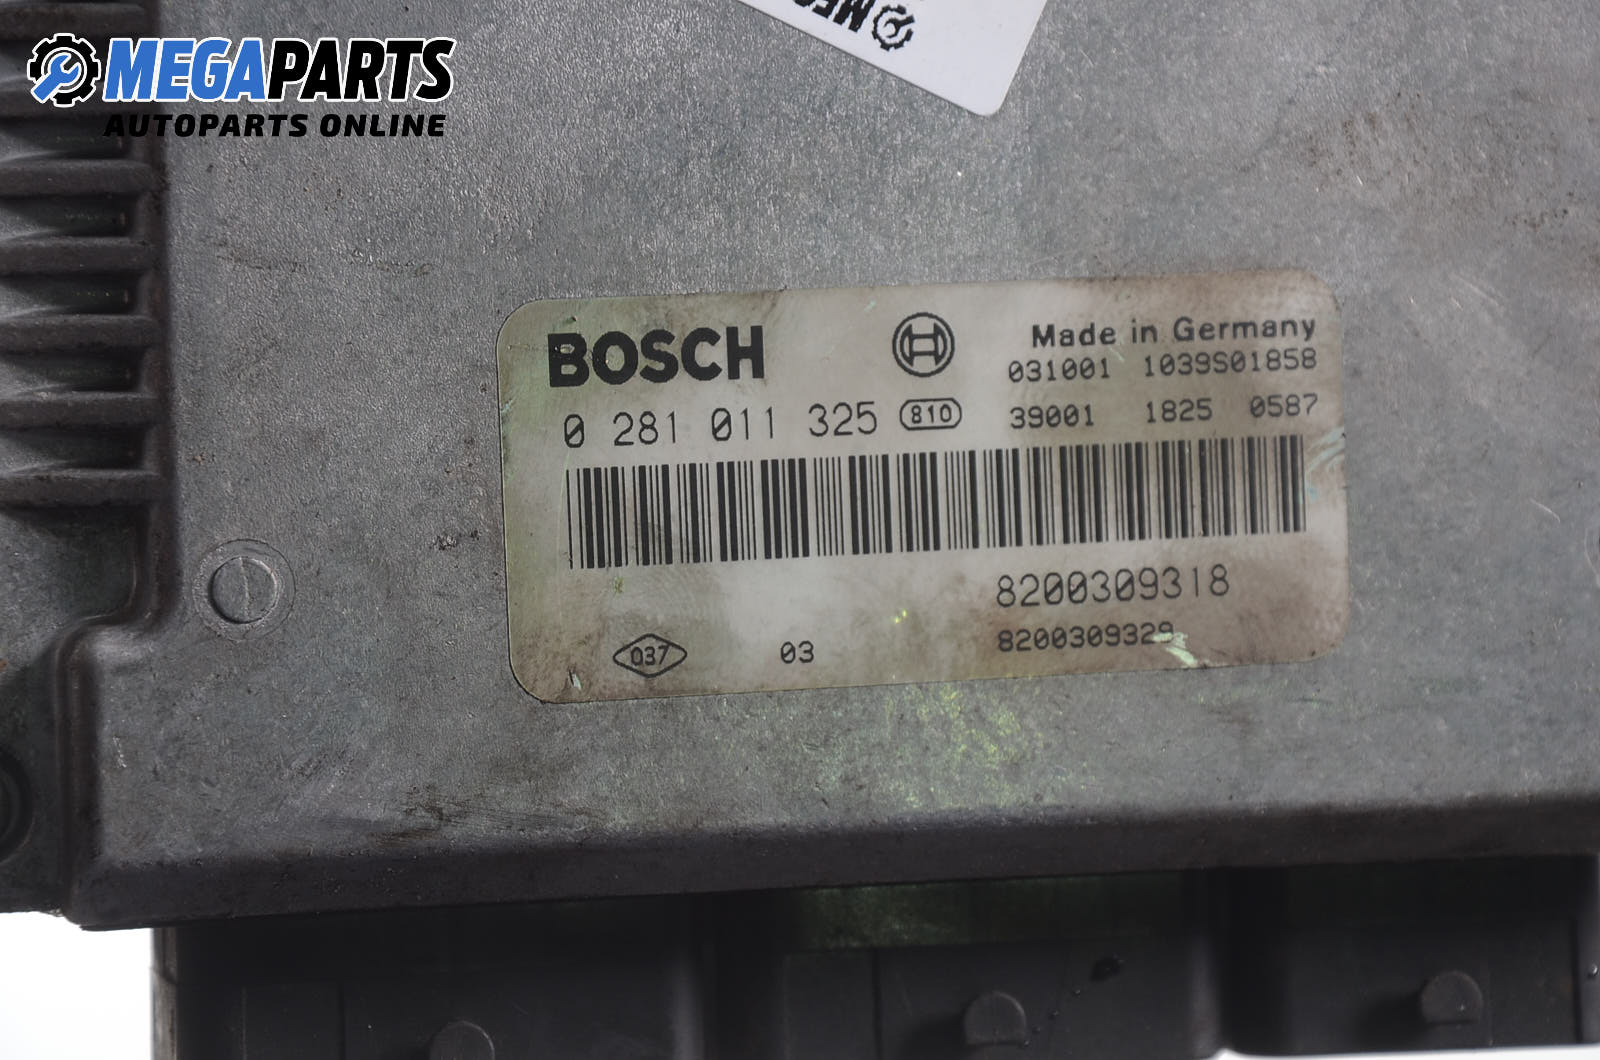 MEGAPARTS
AUTOPARTS ONLINE
BOSCH
Made in Germany
031001 1039S01858
0 281 011 325 810
39001 1825 0587
8200309318
037 03 8200309329